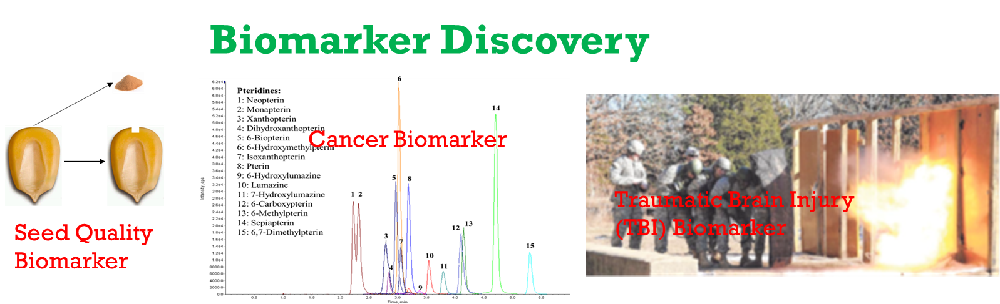 Biomarker Discovery
Seed Quality
Biomarker
Pteridines:
1: Neopterin
2: Monapterin
3: Xanthopterin
4: Dihydroxanthopterin
5: 6-Biopterin
6: 6-Hydroxymethylpterin
7: Isoxanthopterin
8: Pterin
9: 6-Hydroxylumazine
10: Lumazine
11: 7-Hydroxylumazine
12: 6-Carboxypterin
13: 6-Methylpterin
14: Sepiapterin
15: 6,7-Dimethylpterin
Cancer Biomarker
Intensity, cps
6.2e4
6.0e4
5.6e4
5.4e4
5.2e4
4.8e4
4.6e4
4.4e4
4.2e4
4.0e4
3.8e4
3.6e4
3.4e4
3.2e4
3.0e4
2.8e4
2.6e4
2.4e4
2.2e4
2.0e4
1.8e4
1.6e4
1.4e4
1.2e4
1.0e4
8000.0
6000.0
4000.0
2000.0
0.0
1 2 3 4 5 6 7 8 9 10 11 12 13 14 15
0.5 1.0 1.5 2.0 2.5 3.0 3.5 4.0 4.5 5.0 5.5
Time, min
Traumatic Brain Injury
(TBI) Biomarker